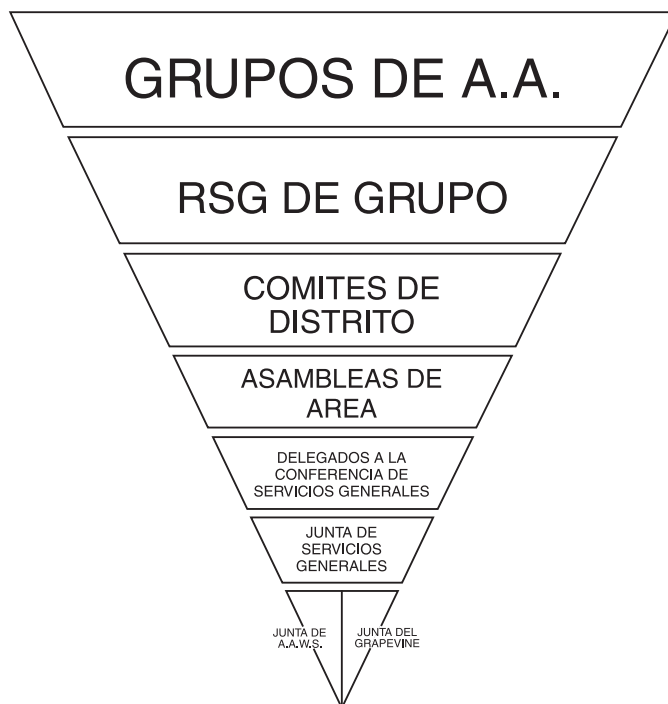 GRUPOS DE A.A.
RSG DE GRUPO
COMITES DE
DISTRITO
ASAMBLEAS DE
AREA
DELEGADOS A LA
CONFERENCIA DE
SERVICIOS GENERALES
JUNTA DE
SERVICIOS
GENERALES
JUNTA DE
A.A.W.S.
JUNTA DEL
GRAPEVINE